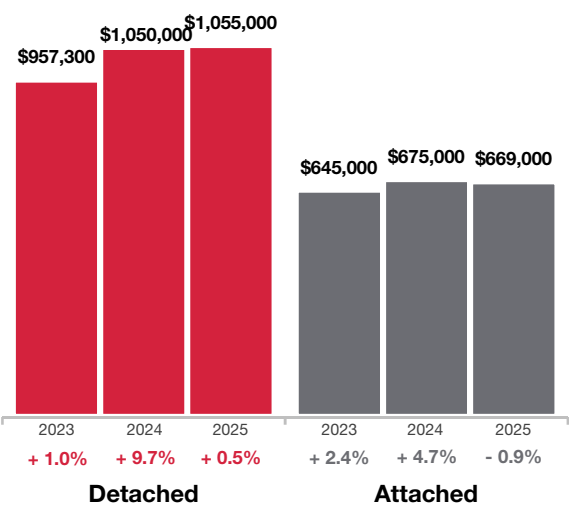 $957,300 $1,050,000 $1,055,000
$645,000 $675,000 $669,000
2023 2024 2025 2023 2024 2025
+ 1.0% + 9.7% + 0.5% + 2.4% + 4.7% - 0.9%
Detached Attached